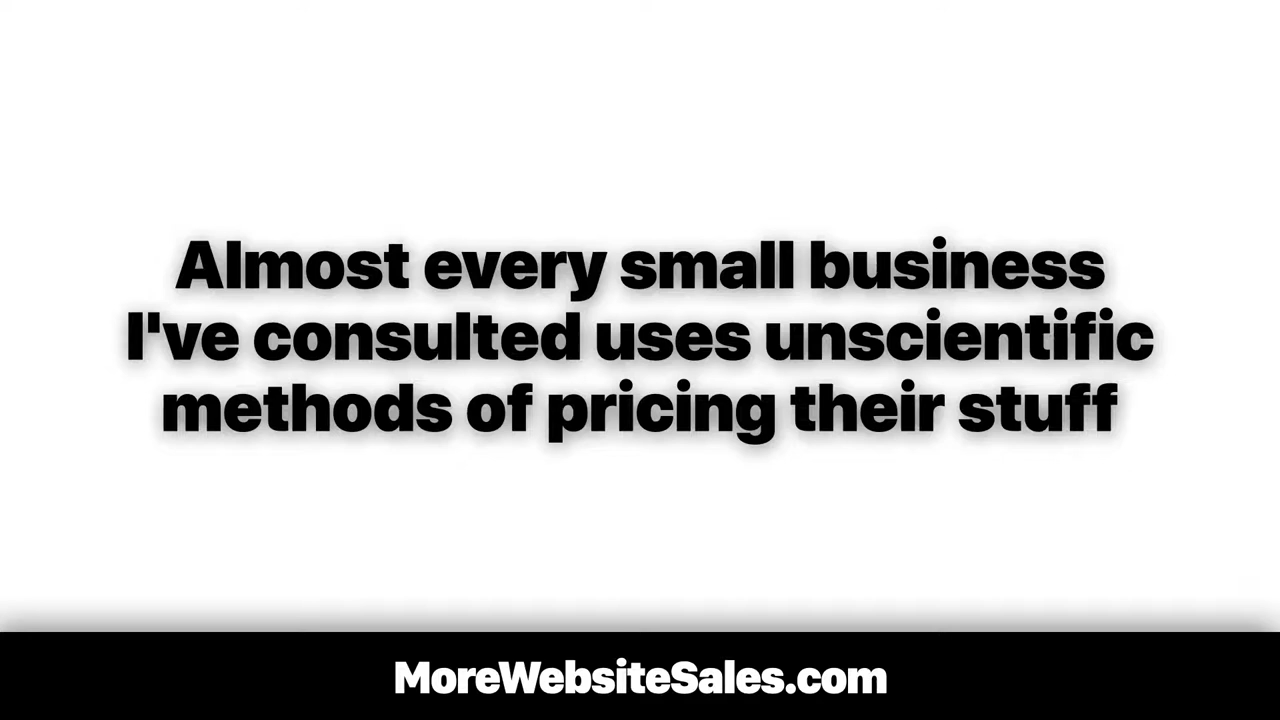 Almost every small business
I've consulted uses unscientific
methods of pricing their stuff
MoreWebsiteSales.com